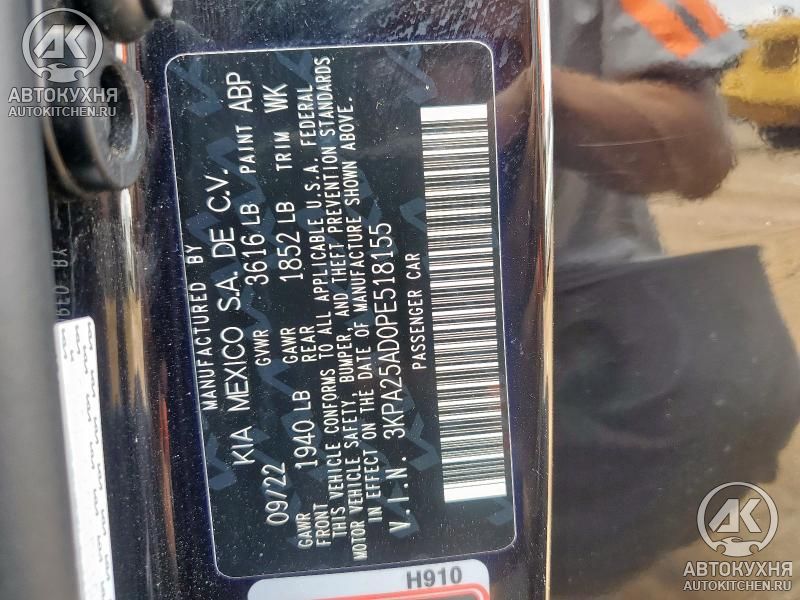 АВТОКУХНЯ
AUTOKITCHEN.RU
MANUFACTURED BY
KIA MEXICO S.A. DE C.V.
09/22 GVWR 3616 LB PAINT ABP
GAWR FRONT 1940 LB GAWR REAR 1852 LB TRIM WK
THIS VEHICLE CONFORMS TO ALL APPLICABLE U.S.A. FEDERAL
MOTOR VEHICLE SAFETY, BUMPER, AND THEFT PREVENTION STANDARDS
IN EFFECT ON THE DATE OF MANUFACTURE SHOWN ABOVE.
V.I.N. 3KPA25AD0PE518155
PASSENGER CAR
H910
АВТОКУХНЯ
AUTOKITCHEN.RU